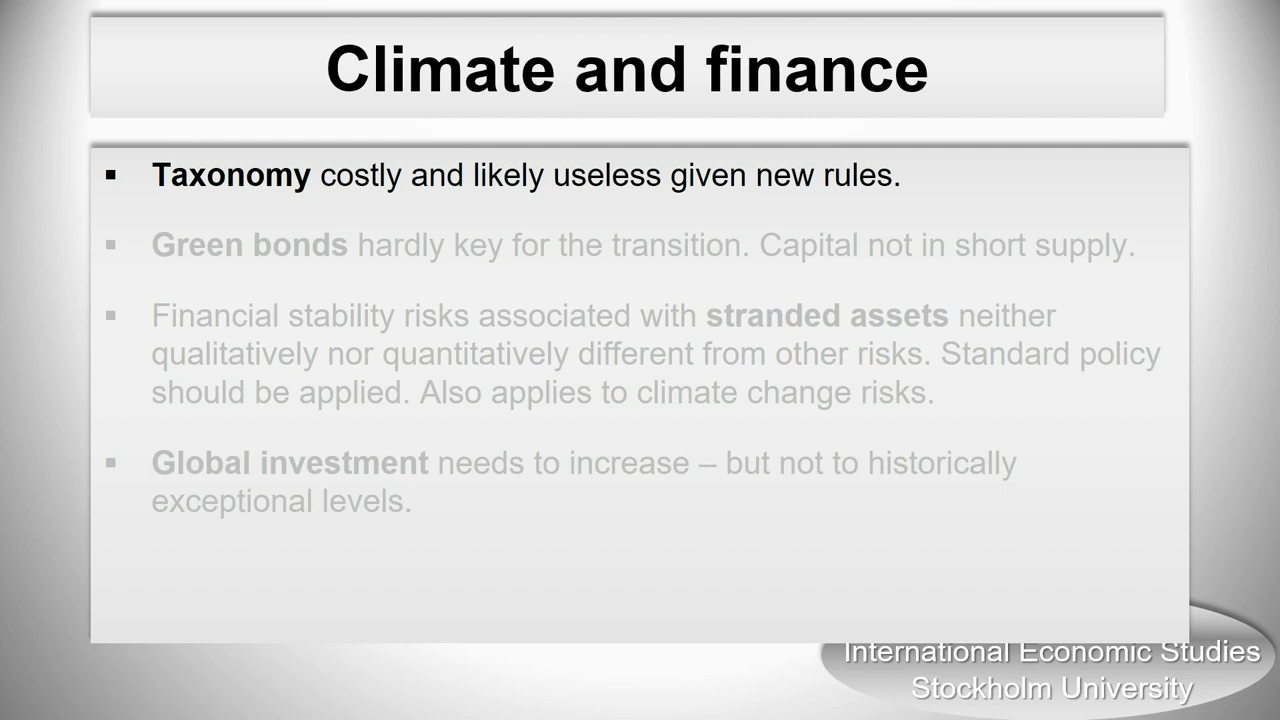 Climate and finance
▪ Taxonomy costly and likely useless given new rules.
▪ Green bonds hardly key for the transition. Capital not in short supply.
▪ Financial stability risks associated with stranded assets neither
qualitatively nor quantitatively different from other risks. Standard policy
should be applied. Also applies to climate change risks.
▪ Global investment needs to increase – but not to historically
exceptional levels.
International Economic Studies
Stockholm University